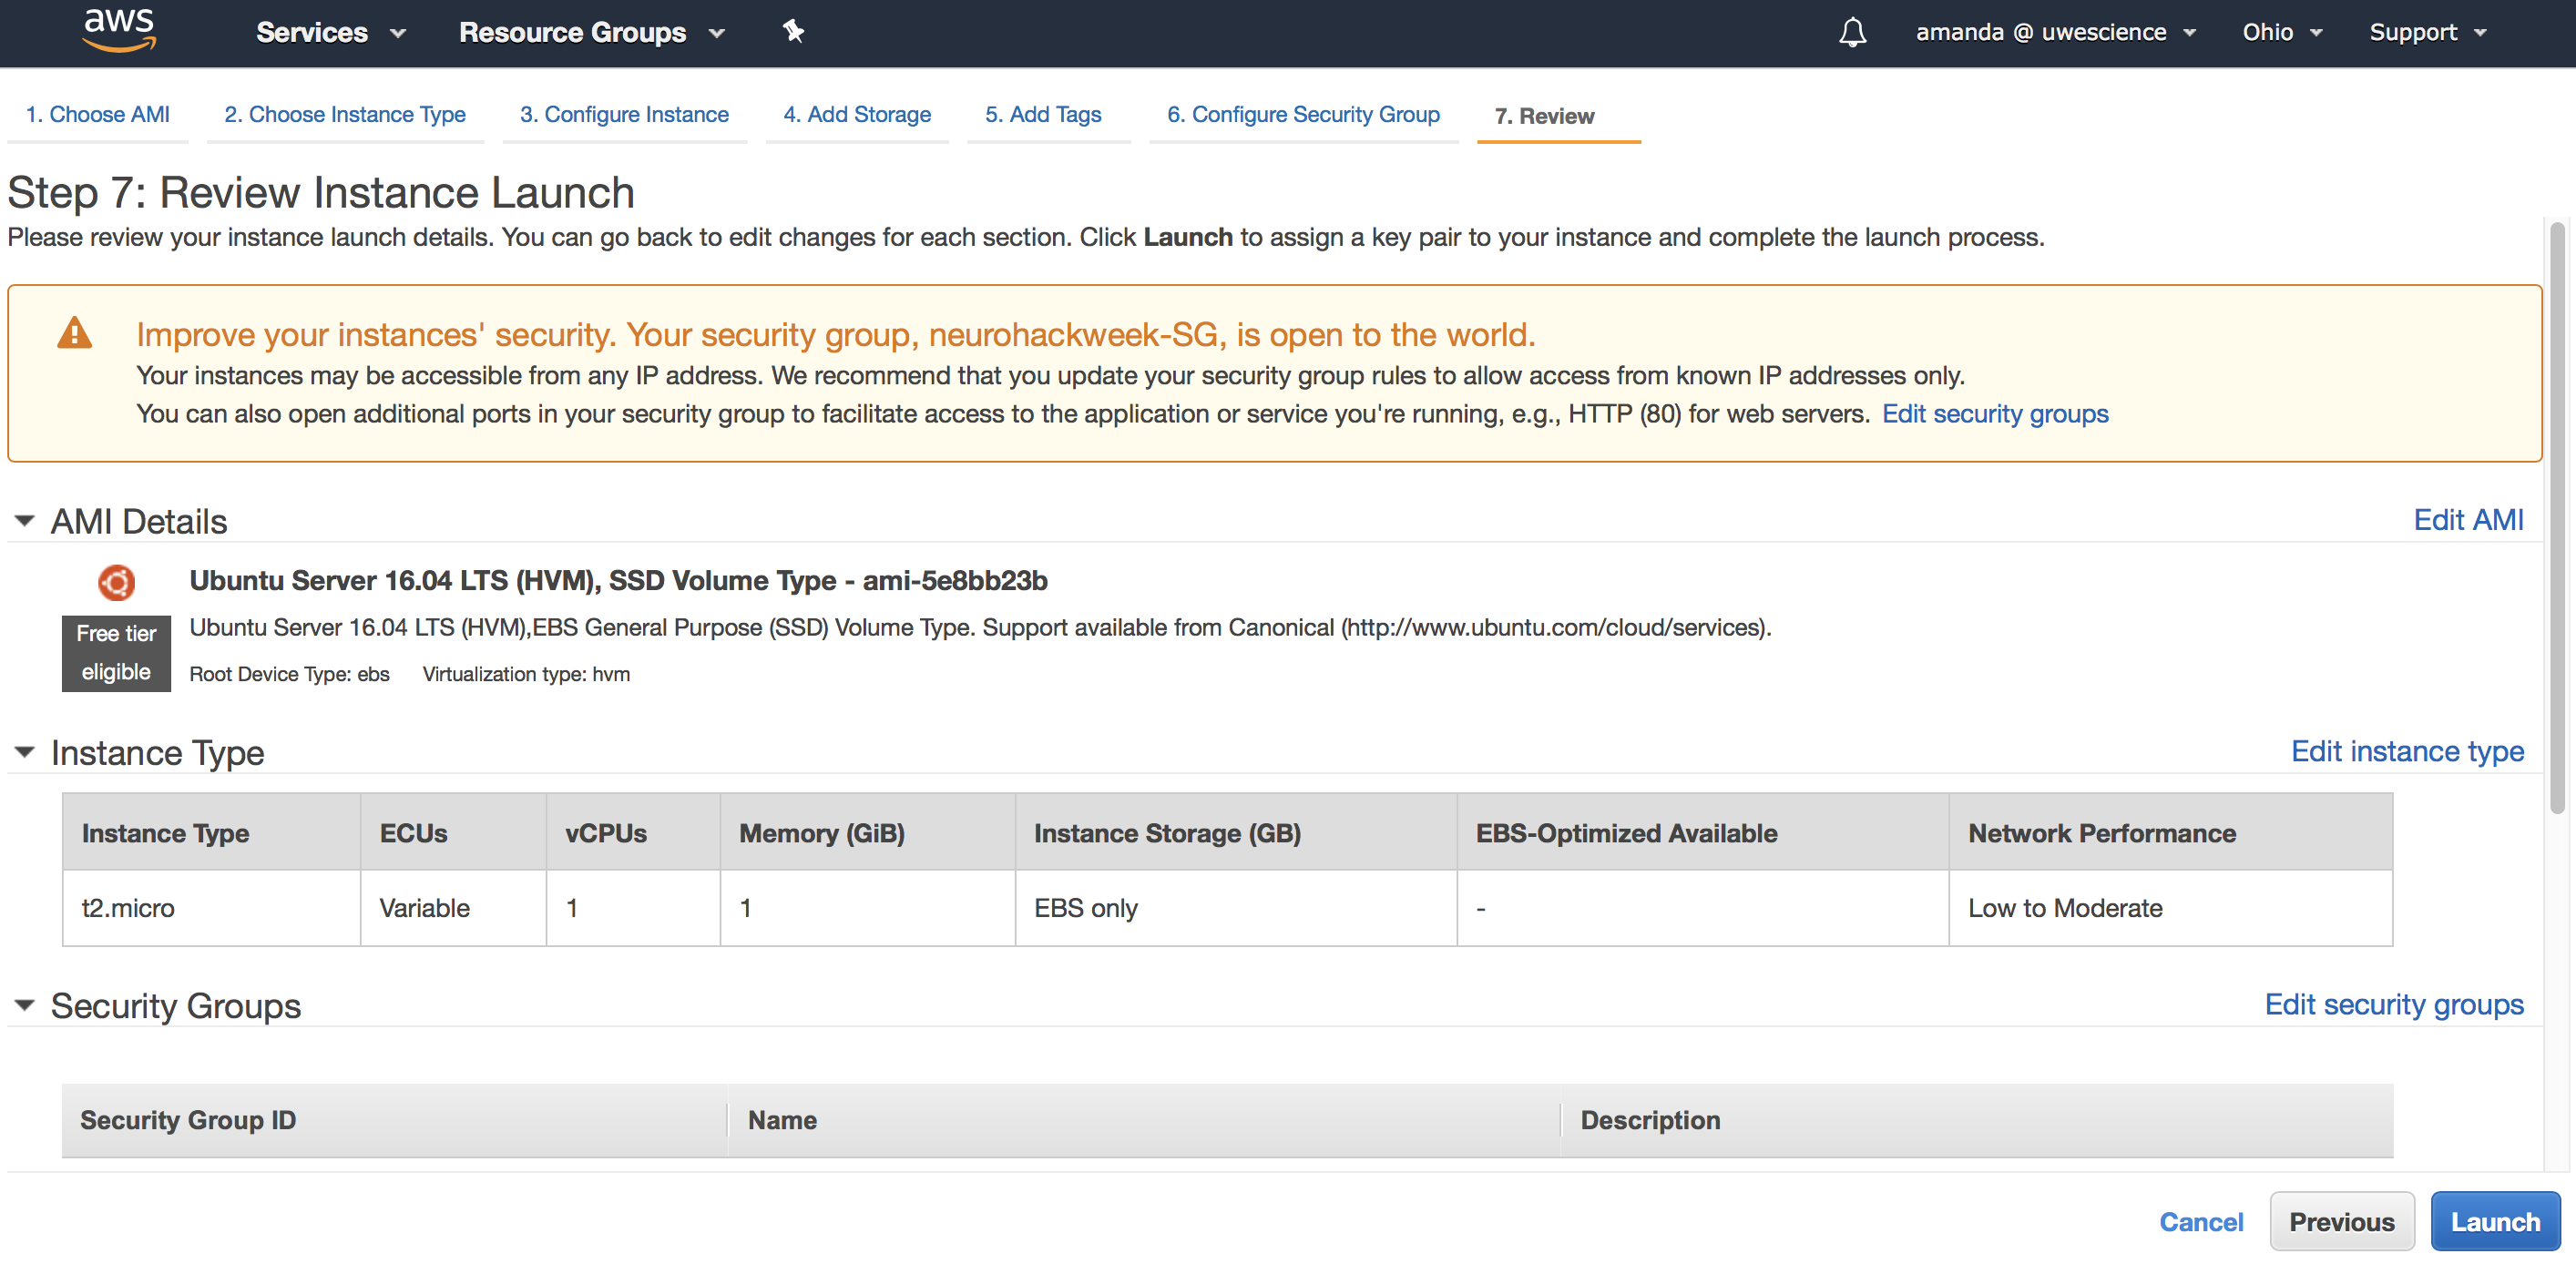 aws Services Resource Groups amanda @ uwescience Ohio Support
1. Choose AMI 2. Choose Instance Type 3. Configure Instance 4. Add Storage 5. Add Tags 6. Configure Security Group 7. Review
Step 7: Review Instance Launch
Please review your instance launch details. You can go back to edit changes for each section. Click Launch to assign a key pair to your instance and complete the launch process.
Improve your instances' security. Your security group, neurohackweek-SG, is open to the world.
Your instances may be accessible from any IP address. We recommend that you update your security group rules to allow access from known IP addresses only.
You can also open additional ports in your security group to facilitate access to the application or service you're running, e.g., HTTP (80) for web servers. Edit security groups
AMI Details Edit AMI
Ubuntu Server 16.04 LTS (HVM), SSD Volume Type - ami-5e8bb23b
Free tier
eligible
Ubuntu Server 16.04 LTS (HVM),EBS General Purpose (SSD) Volume Type. Support available from Canonical (http://www.ubuntu.com/cloud/services).
Root Device Type: ebs Virtualization type: hvm
Instance Type Edit instance type
Instance Type ECUs vCPUs Memory (GiB) Instance Storage (GB) EBS-Optimized Available Network Performance
t2.micro Variable 1 1 EBS only - Low to Moderate
Security Groups Edit security groups
Security Group ID Name Description
Cancel Previous Launch